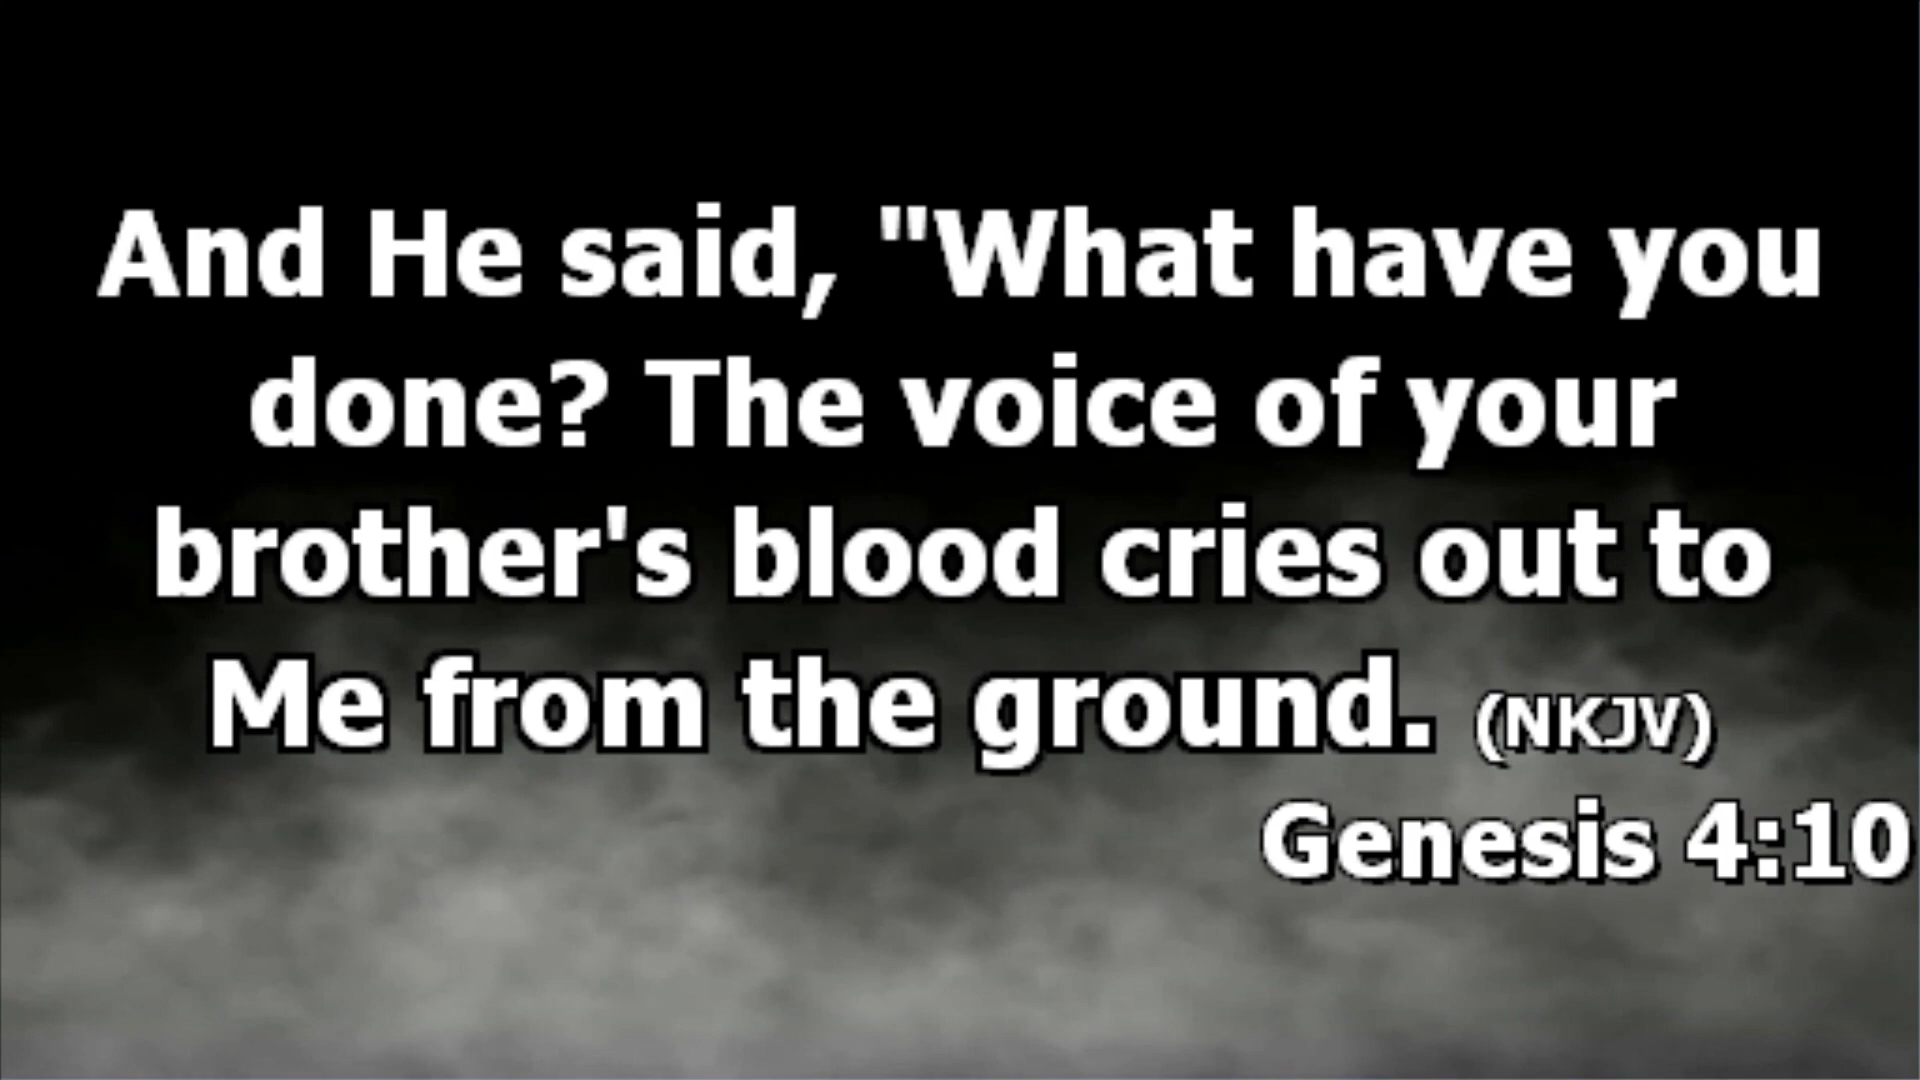 And He said, "What have you
done? The voice of your
brother's blood cries out to
Me from the ground. (NKJV)
Genesis 4:10